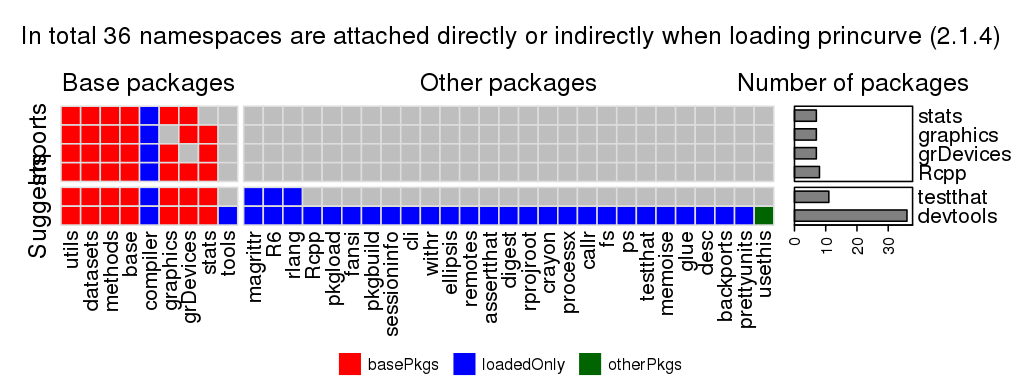 In total 36 namespaces are attached directly or indirectly when loading princurve (2.1.4)
Base packages
Other packages
Number of packages
Imports
Suggests
stats
graphics
grDevices
Rcpp
testthat
devtools
0
10
20
30
utils
datasets
methods
base
compiler
graphics
grDevices
stats
tools
magrittr
R6
rlang
Rcpp
pkgload
fansi
pkgbuild
sessioninfo
cli
withr
ellipsis
remotes
assertthat
digest
rprojroot
crayon
processx
callr
fs
ps
testthat
memoise
glue
desc
backports
prettyunits
usethis
basePkgs
loadedOnly
otherPkgs